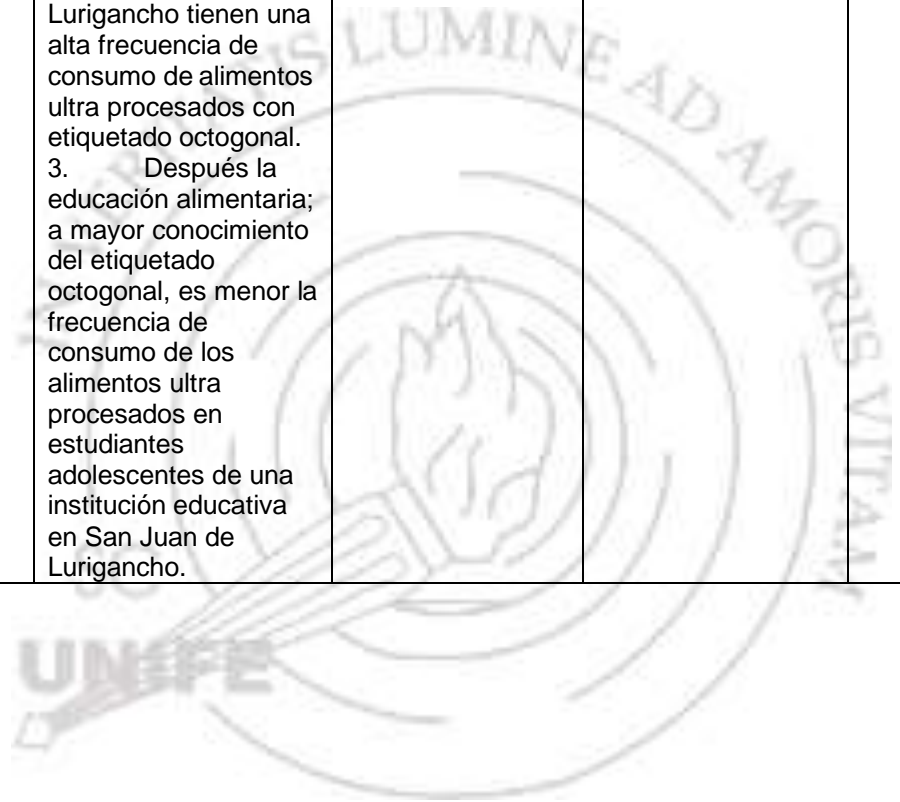 Lurigancho tienen una
alta frecuencia de
consumo de alimentos
ultra procesados con
etiquetado octogonal.
3. Después la
educación alimentaria;
a mayor conocimiento
del etiquetado
octogonal, es menor la
frecuencia de
consumo de los
alimentos ultra
procesados en
estudiantes
adolescentes de una
institución educativa
en San Juan de
Lurigancho.
LUMINE AD AMORIS VITAM
UNIFE